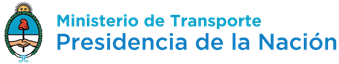 Ministerio de Transporte
Presidencia de la Nación